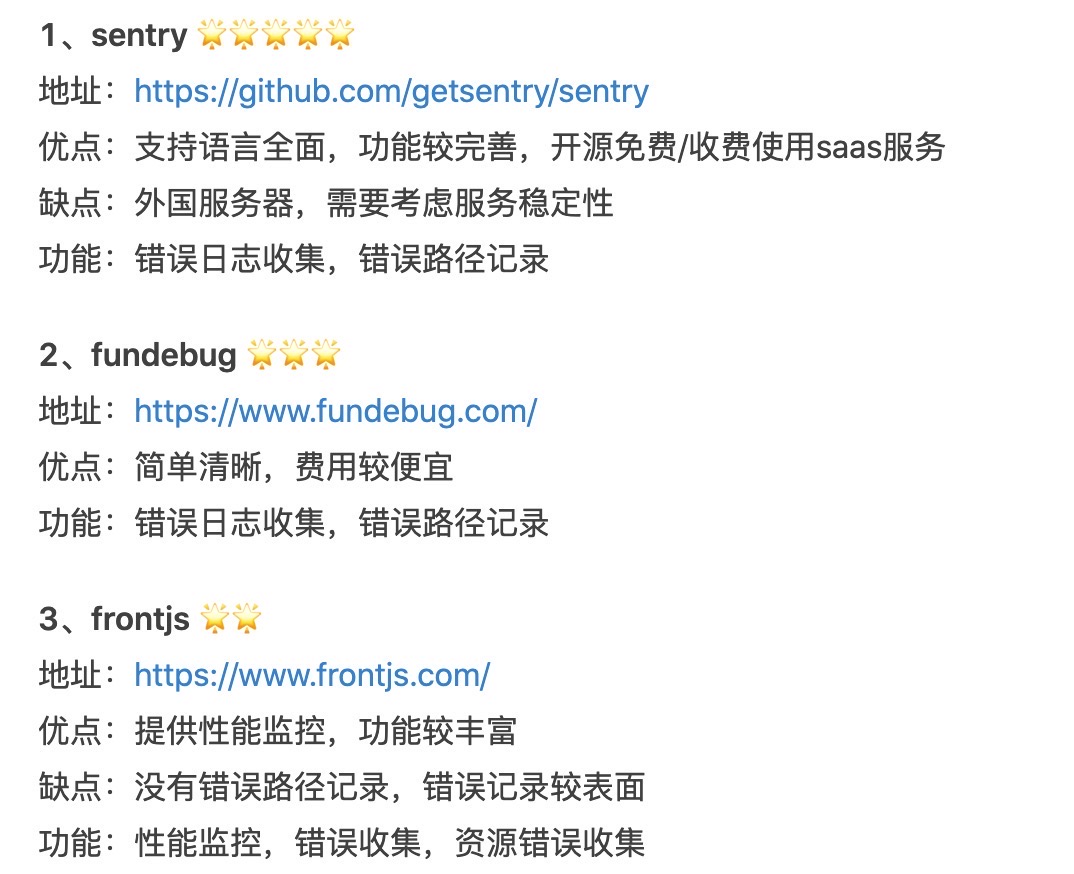 1、sentry 🌟🌟🌟🌟🌟
地址：https://github.com/getsentry/sentry
优点：支持语言全面，功能较完善，开源免费/收费使用saas服务
缺点：外国服务器，需要考虑服务稳定性
功能：错误日志收集，错误路径记录
2、fundebug 🌟🌟🌟
地址：https://www.fundebug.com/
优点：简单清晰，费用较便宜
功能：错误日志收集，错误路径记录
3、frontjs 🌟🌟
地址：https://www.frontjs.com/
优点：提供性能监控，功能较丰富
缺点：没有错误路径记录，错误记录较表面
功能：性能监控，错误收集，资源错误收集